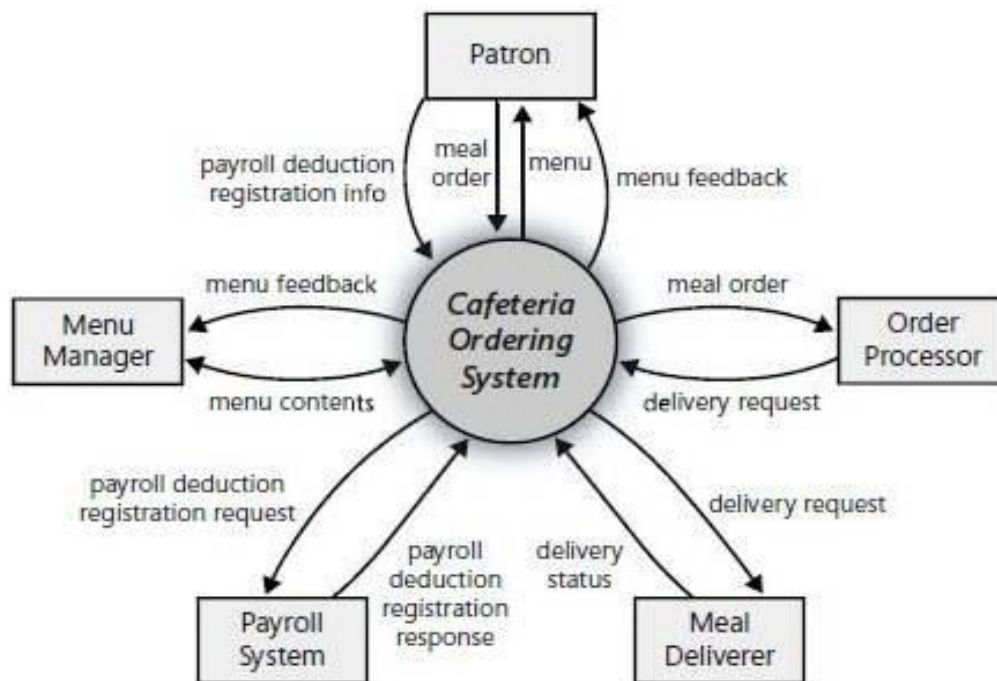 Patron
payroll deduction
registration info
meal
order
menu
menu feedback
menu feedback
Menu
Manager
menu contents
Cafeteria
Ordering
System
meal order
Order
Processor
delivery request
payroll deduction
registration request
payroll
deduction
registration
response
delivery
status
delivery request
Payroll
System
Meal
Deliverer